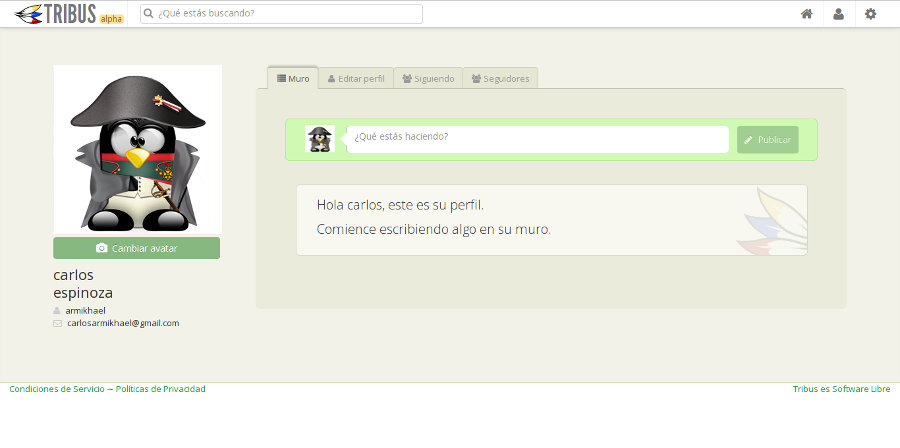 TRIBUS alpha
¿Qué estás buscando?
Muro
Editar perfil
Siguiendo
Seguidores
¿Qué estás haciendo?
Publicar
Hola carlos, este es su perfil.
Comience escribiendo algo en su muro.
Cambiar avatar
carlos
espinoza
armikhael
carlosarmikhael@gmail.com
Condiciones de Servicio — Políticas de Privacidad
Tribus es Software Libre